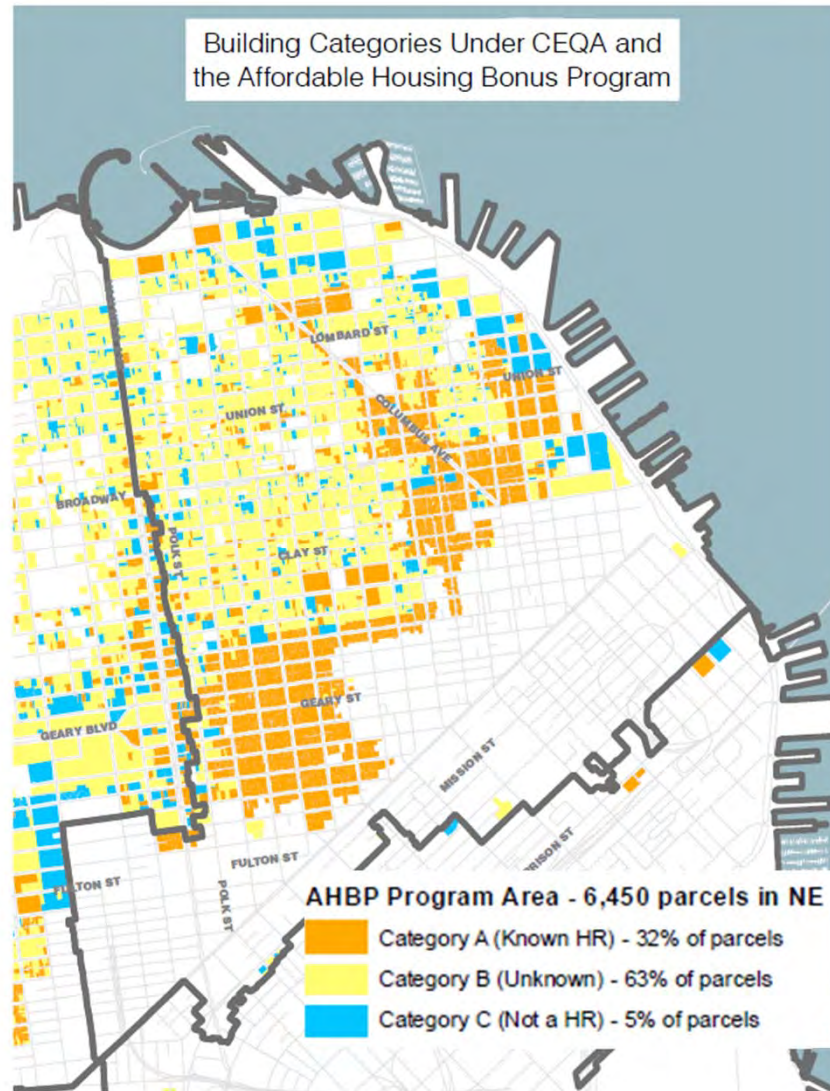 Building Categories Under CEQA and
the Affordable Housing Bonus Program
LOMBARD ST
UNION ST
COLUMBUS AVE
UNION ST
BROADWAY
POLK ST
CLAY ST
GEARY ST
GEARY BLVD
MISSION ST
RISON ST
FULTON ST
FULTON ST
POLK ST
AHBP Program Area - 6,450 parcels in NE
Category A (Known HR) - 32% of parcels
Category B (Unknown) - 63% of parcels
Category C (Not a HR) - 5% of parcels